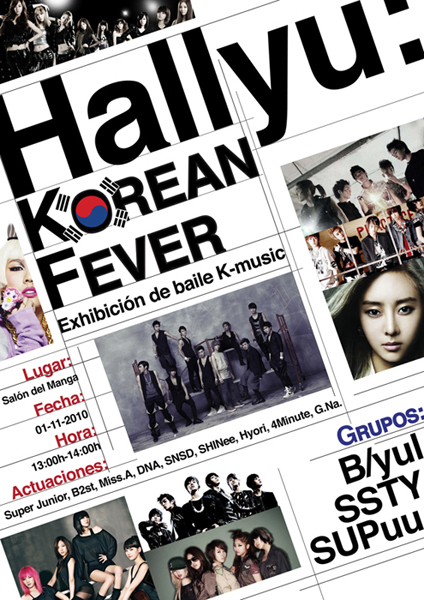 Hallyu:
KOREAN
FEVER
Exhibición de baile K-music
Lugar:
Salón del Manga
Fecha:
01-11-2010
Hora:
13:00h-14:00h
Actuaciones:
Super Junior, B2st, Miss.A, DNA, SNSD, SHINee, Hyori, 4Minute, G.Na.
GRUPOS:
B/yul
SSTY
SUPuu